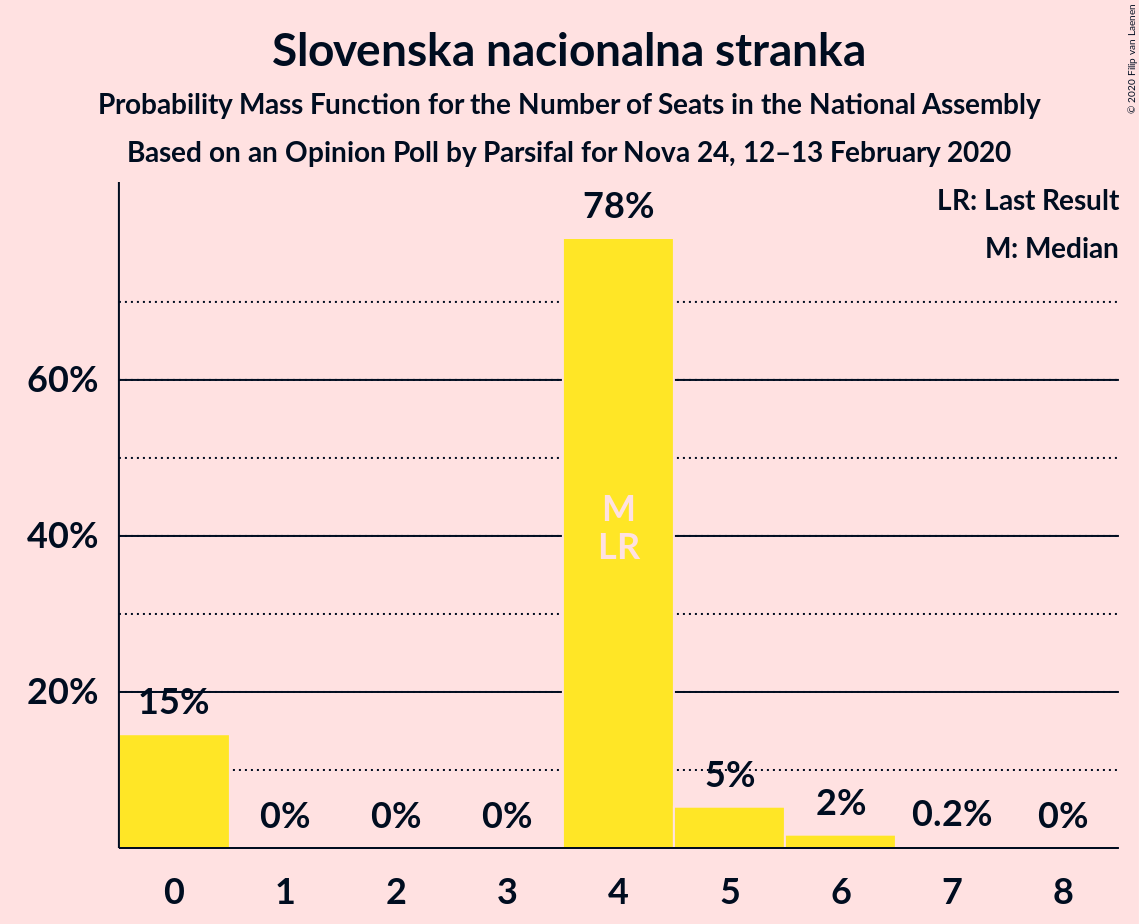 Slovenska nacionalna stranka
Probability Mass Function for the Number of Seats in the National Assembly
Based on an Opinion Poll by Parsifal for Nova 24, 12–13 February 2020
© 2020 Filip van Laenen
LR: Last Result
M: Median
78%
60%
40%
20%
M
LR
15%
0%
0%
0%
5%
2%
0.2%
0%
0
1
2
3
4
5
6
7
8